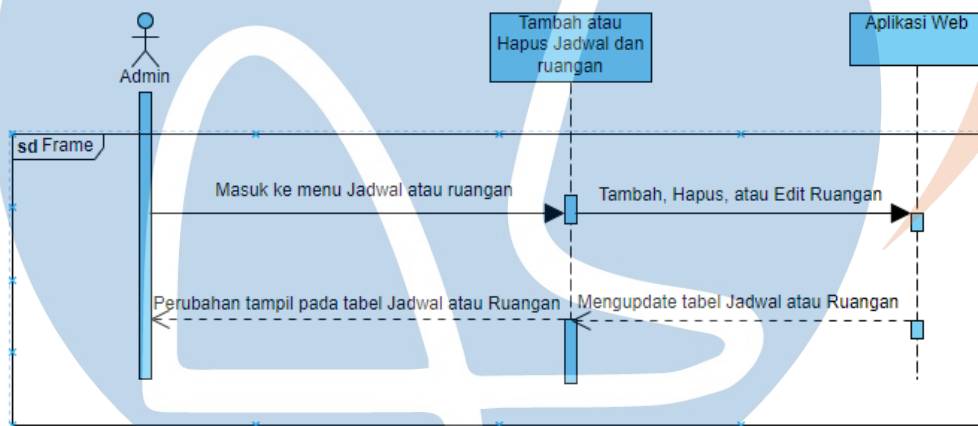 Tambah atau
Hapus Jadwal dan
ruangan
Aplikasi Web
Admin
sd Frame
Masuk ke menu Jadwal atau ruangan
Tambah, Hapus, atau Edit Ruangan
Perubahan tampil pada tabel Jadwal atau Ruangan
Mengupdate tabel Jadwal atau Ruangan